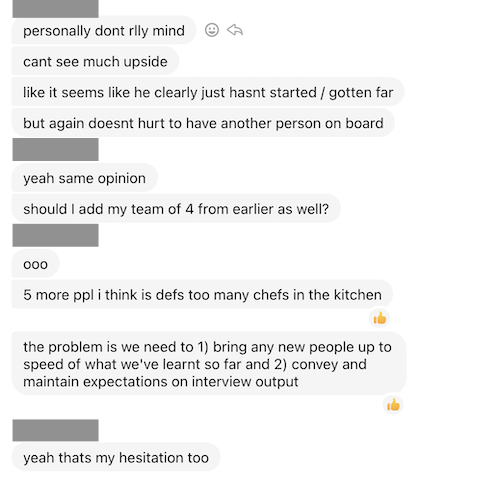 personally dont rlly mind
cant see much upside
like it seems like he clearly just hasnt started / gotten far
but again doesnt hurt to have another person on board
yeah same opinion
should I add my team of 4 from earlier as well?
ooo
5 more ppl i think is defs too many chefs in the kitchen
the problem is we need to 1) bring any new people up to
speed of what we've learnt so far and 2) convey and
maintain expectations on interview output
yeah thats my hesitation too